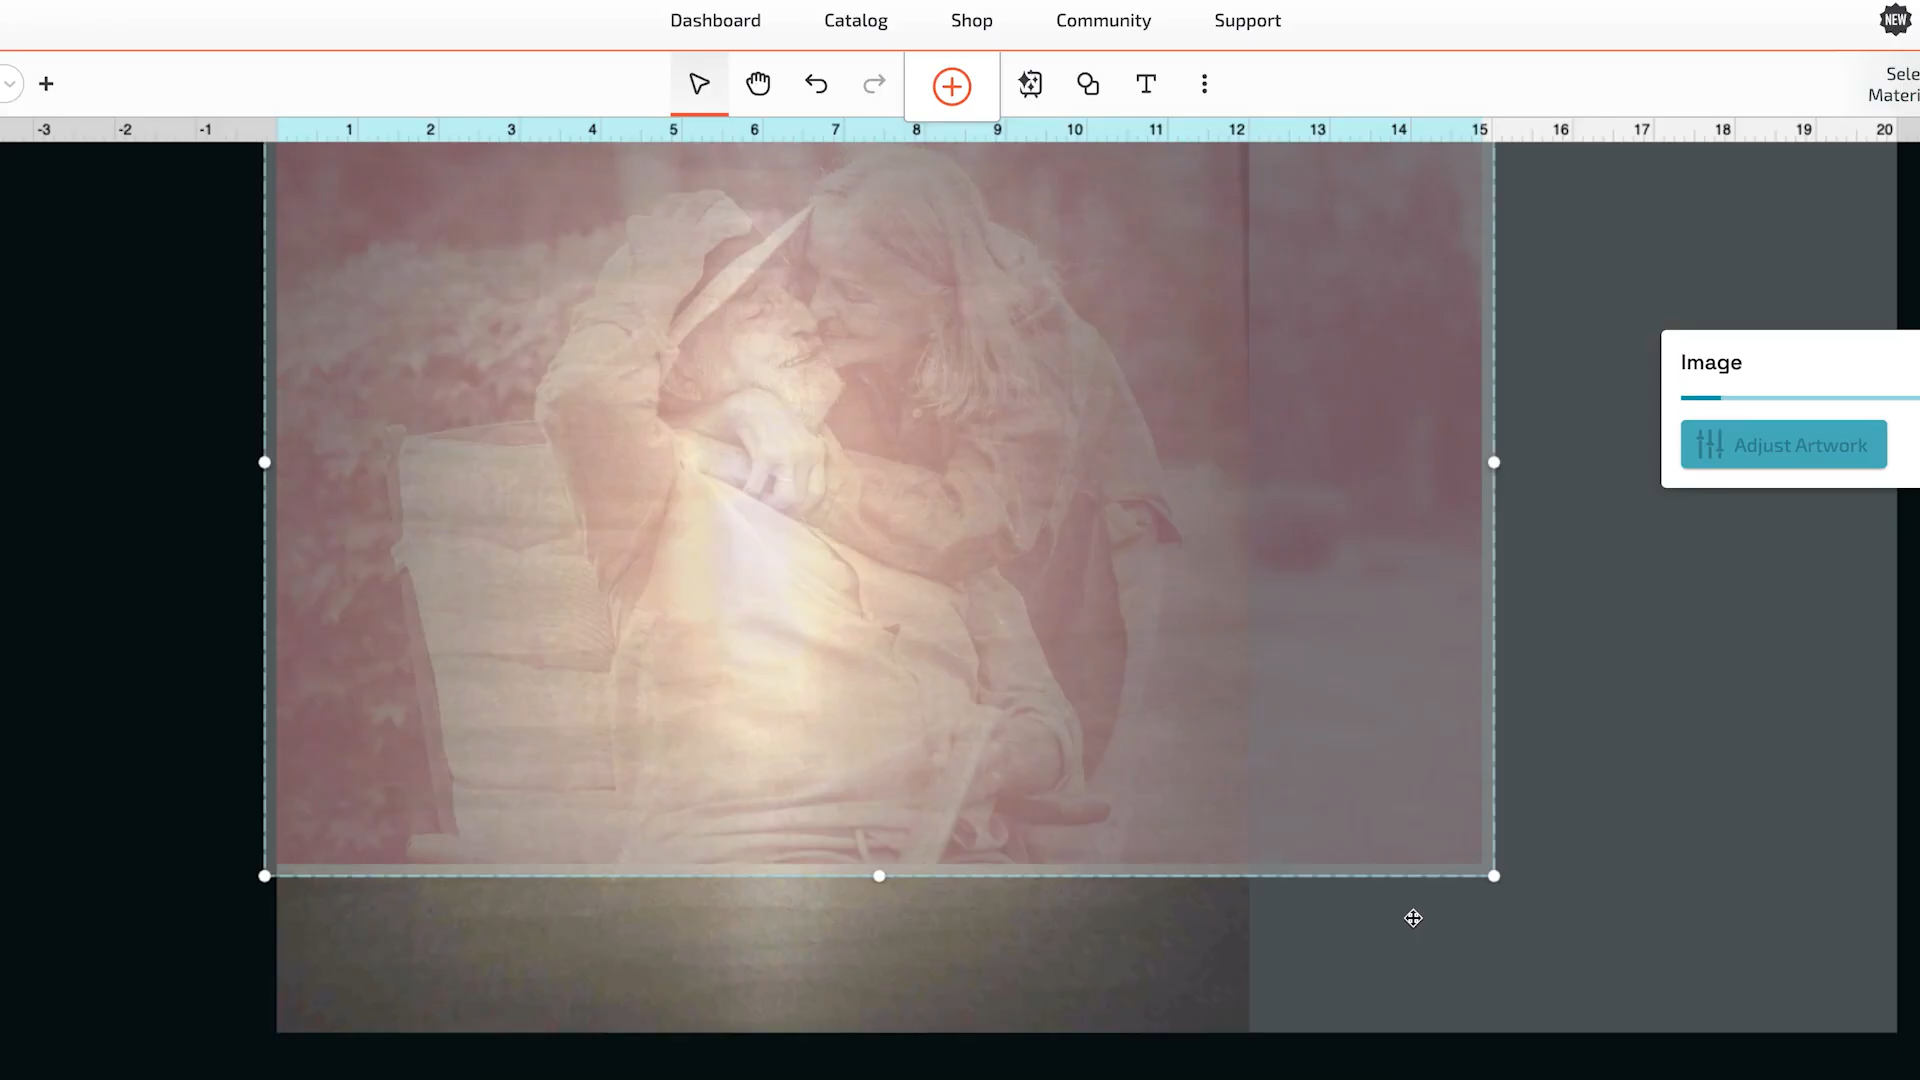 Dashboard Catalog Shop Community Support NEW
Sele
Materi
-3 -2 -1 1 2 3 4 5 6 7 8 9 10 11 12 13 14 15 16 17 18 19 20
Image
Adjust Artwork